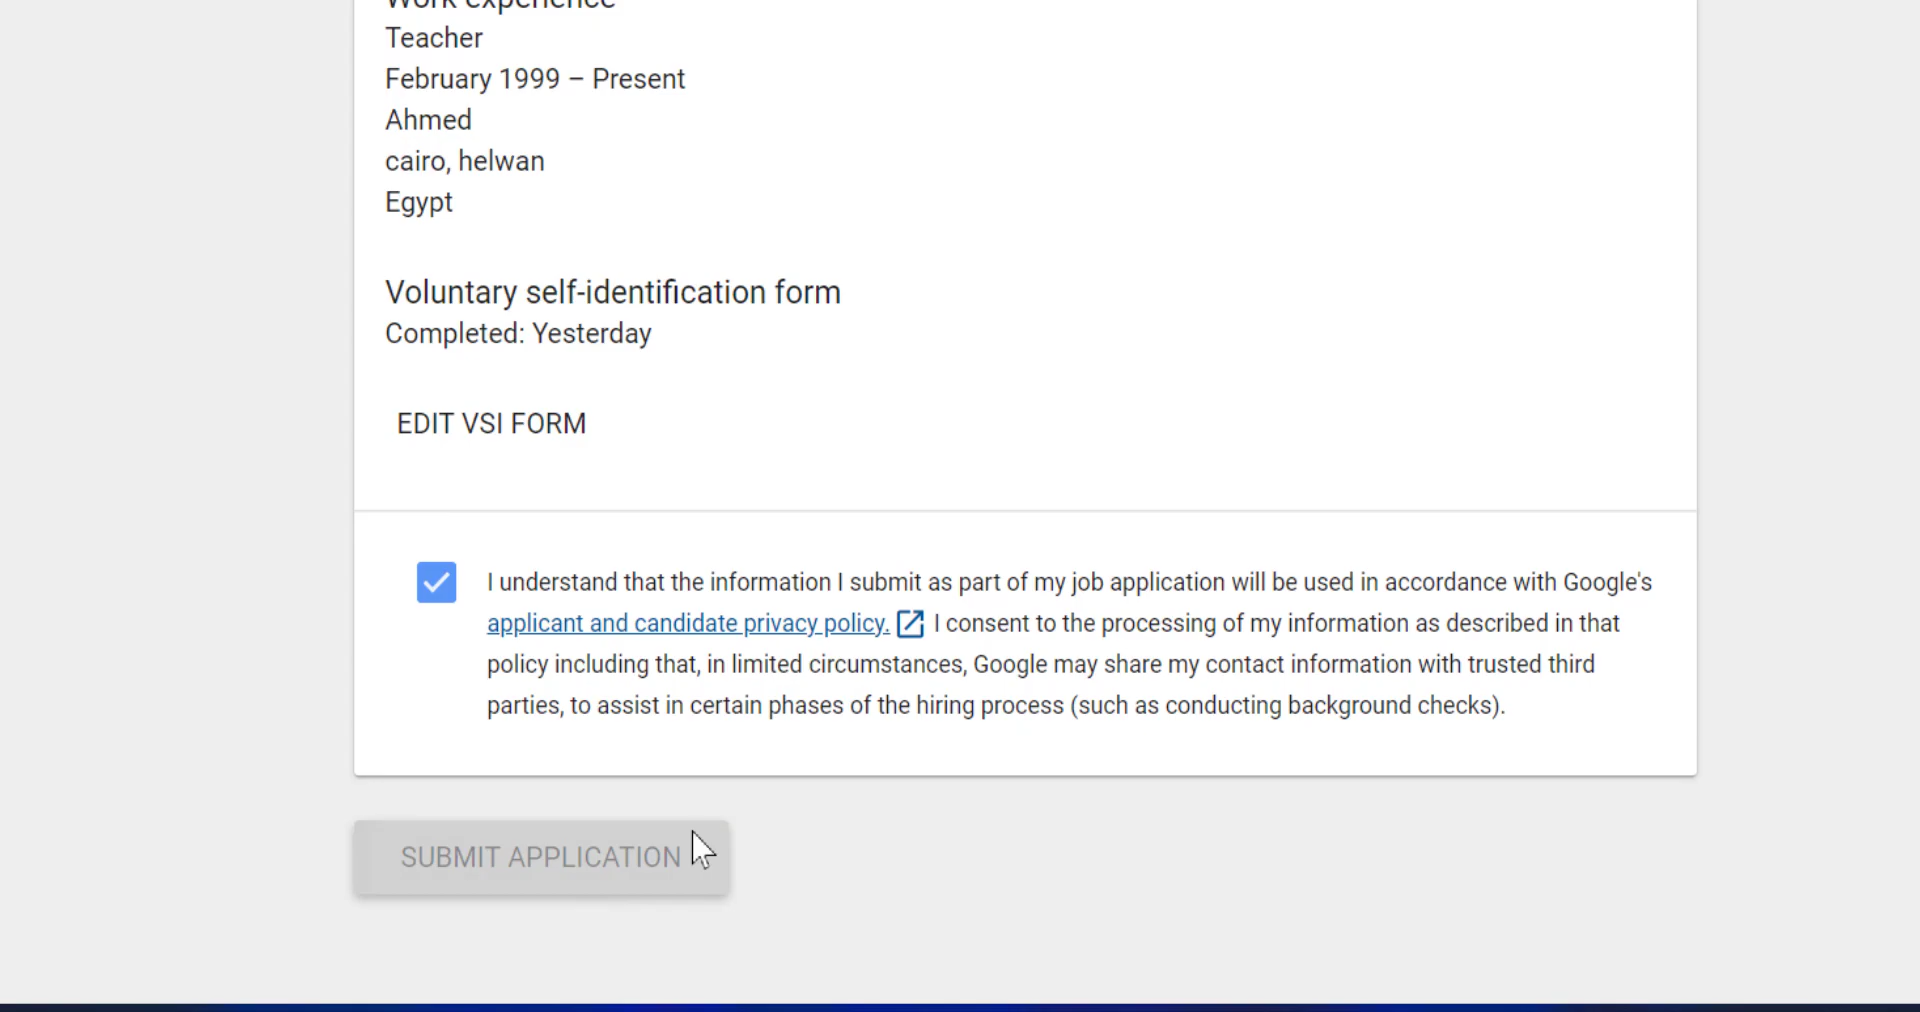 Work experience
Teacher
February 1999 – Present
Ahmed
cairo, helwan
Egypt
Voluntary self-identification form
Completed: Yesterday
EDIT VSI FORM
I understand that the information I submit as part of my job application will be used in accordance with Google's
applicant and candidate privacy policy. I consent to the processing of my information as described in that
policy including that, in limited circumstances, Google may share my contact information with trusted third
parties, to assist in certain phases of the hiring process (such as conducting background checks).
SUBMIT APPLICATION